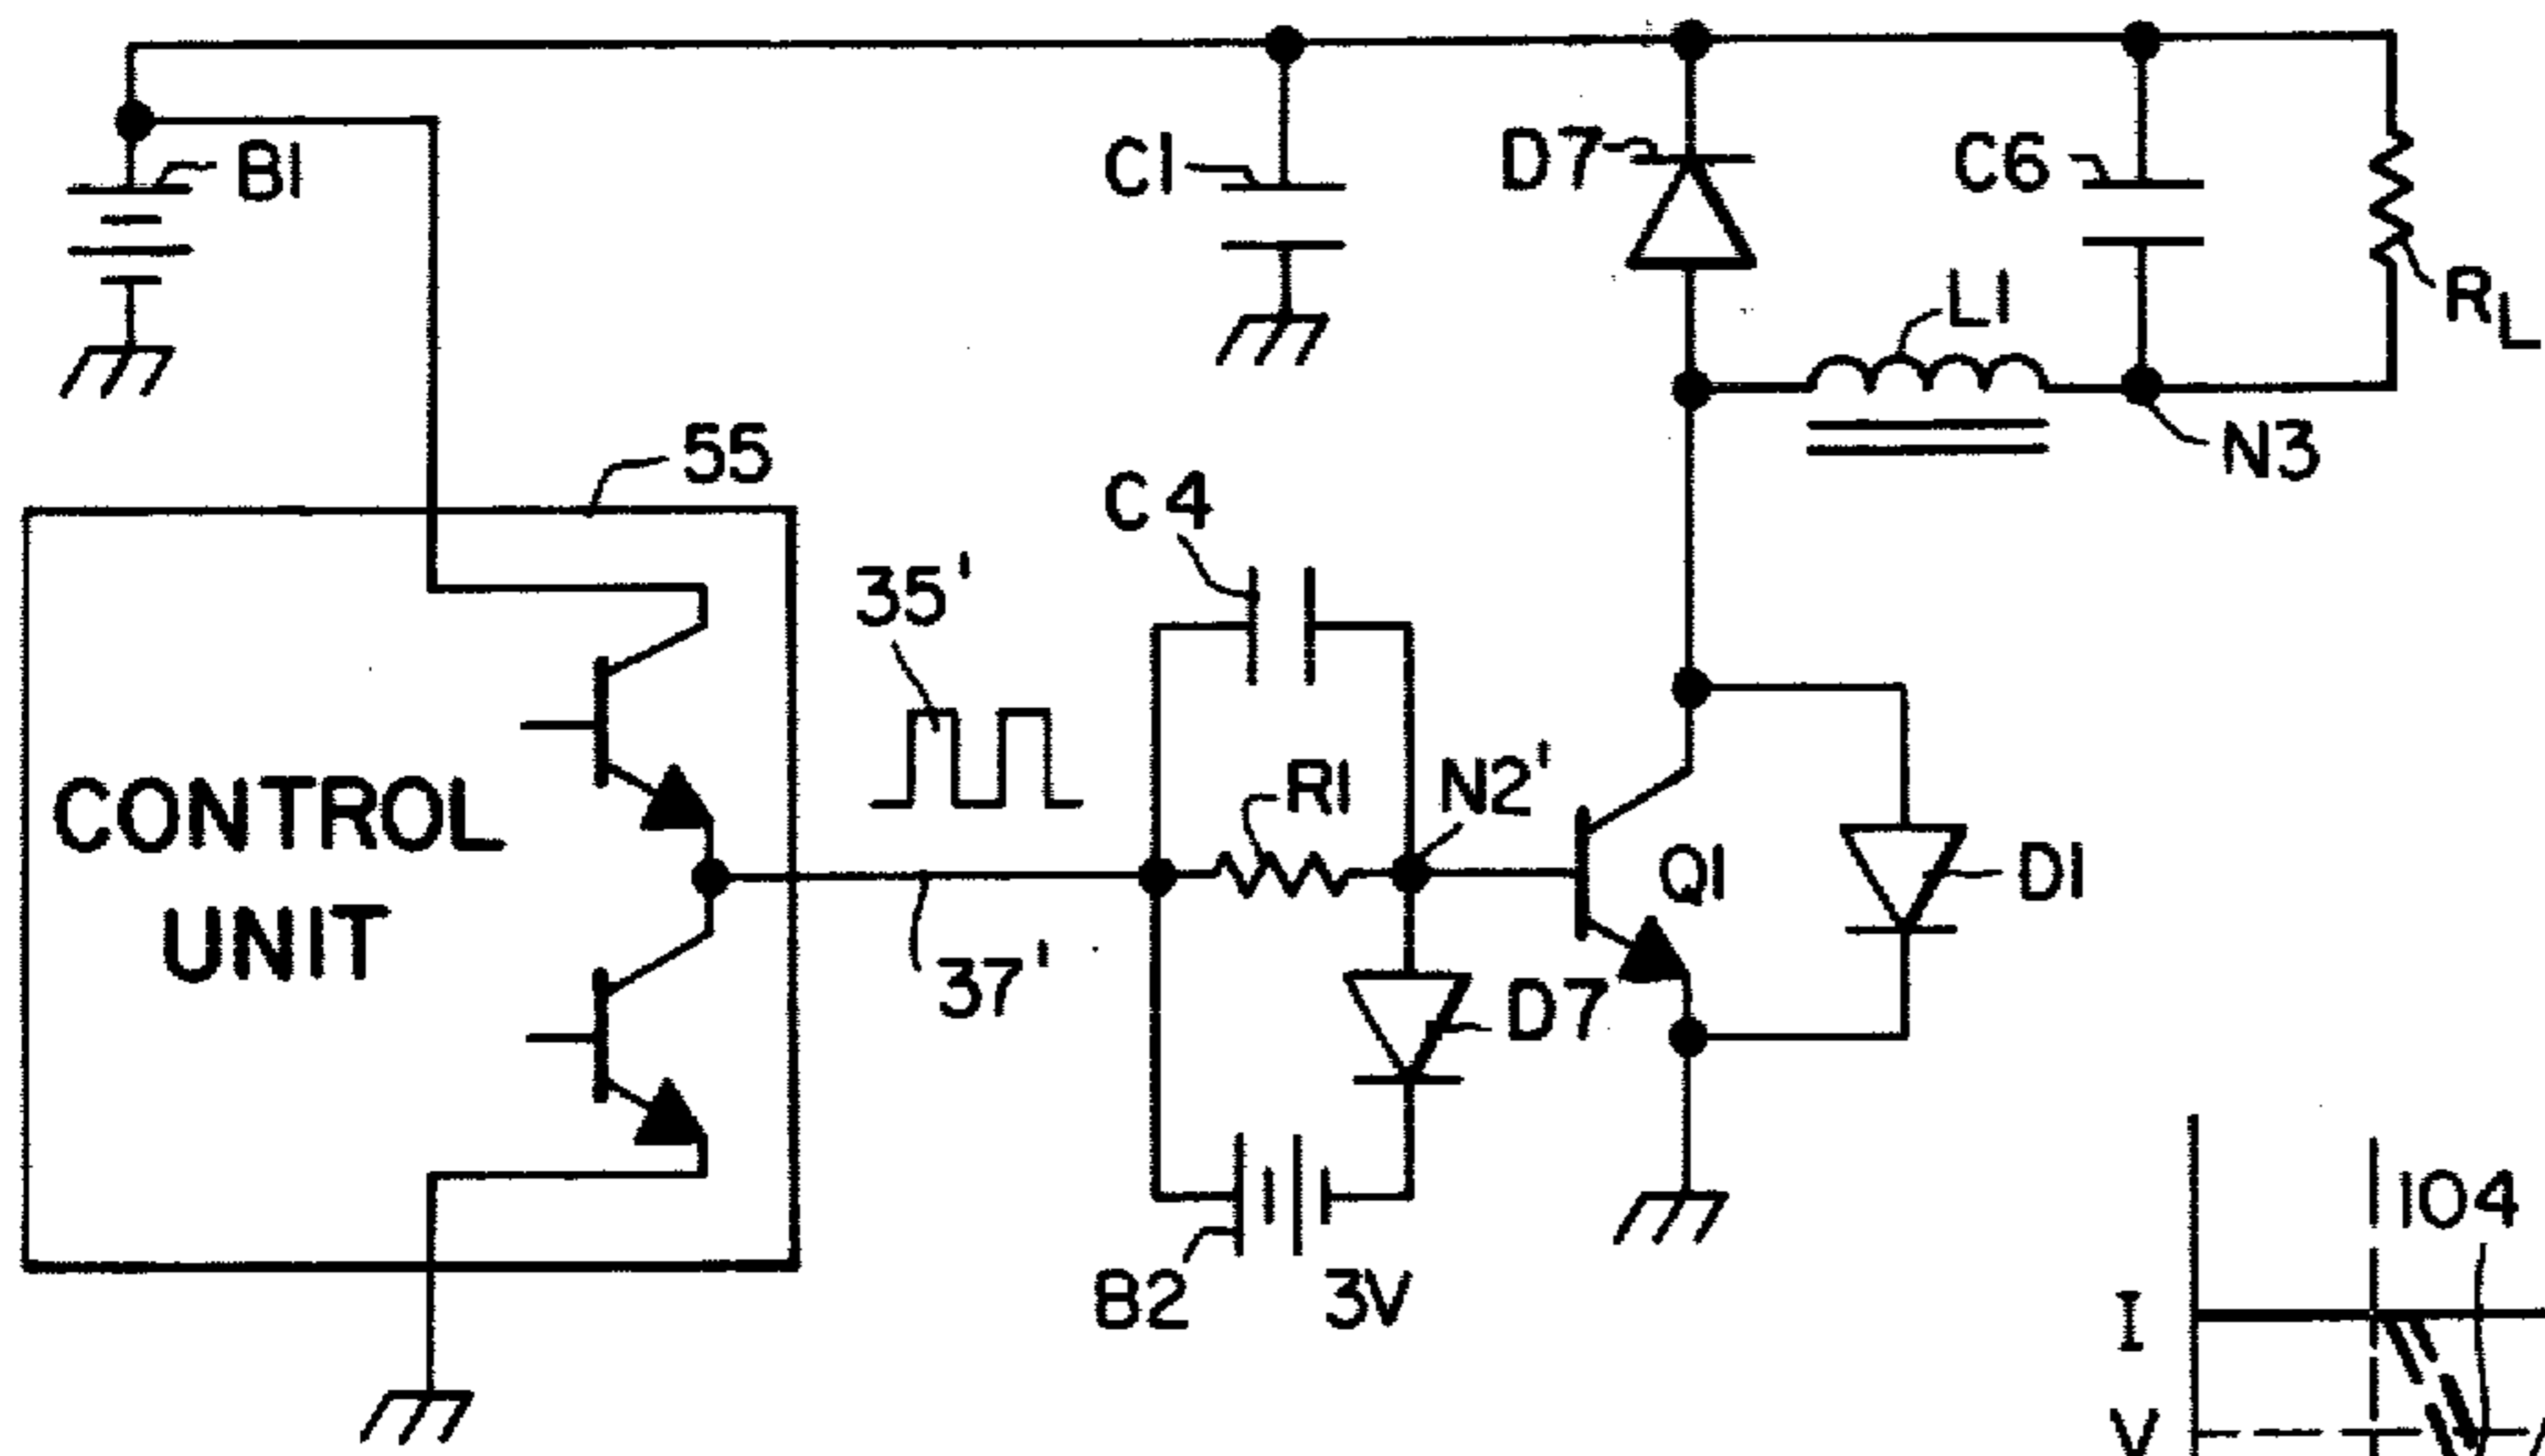 B1
C1
D7
C6
RL
L1
N3
55
C4
35'
CONTROL
UNIT
R1
N2'
Q1
D1
37'
D7
B2
3V
104
I
V